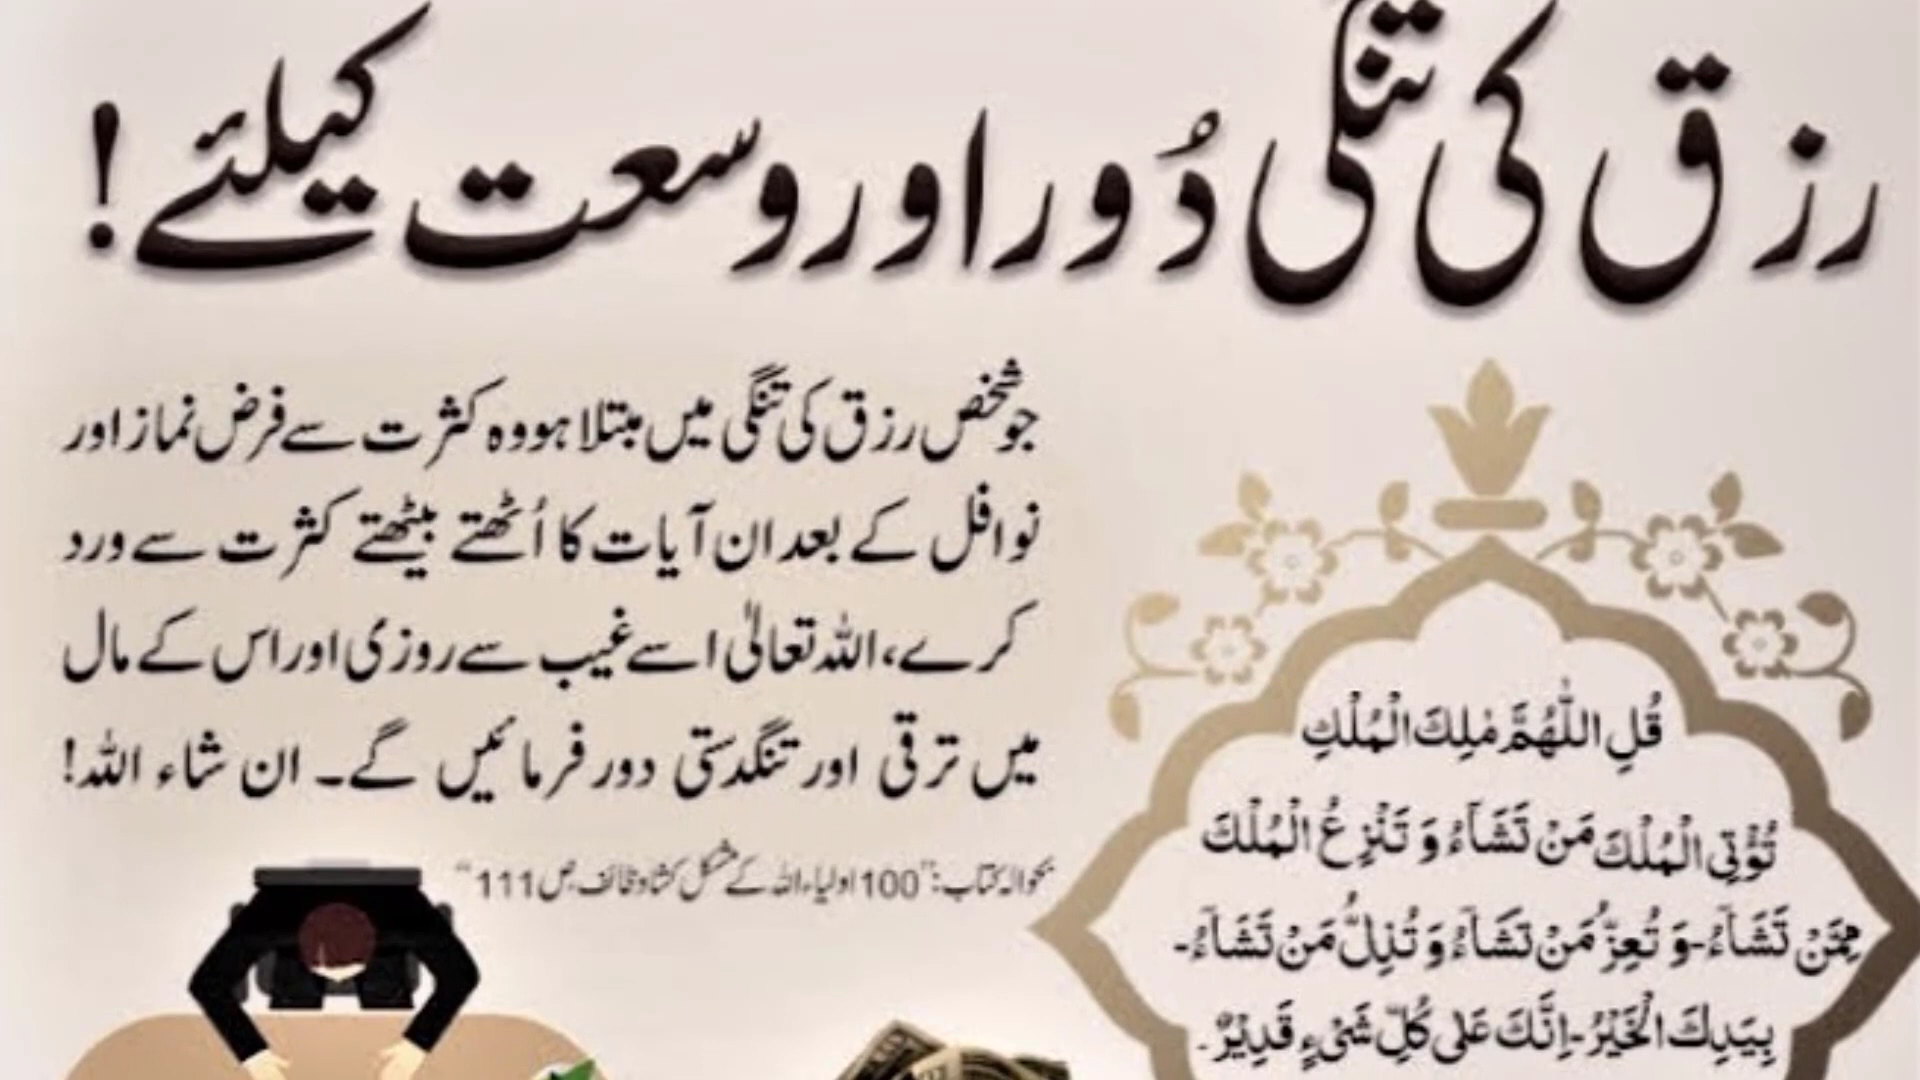 رزق کی تنگی دُور اور وسعت کیلئے!
جو شخص رزق کی تنگی میں مبتلا ہو وہ کثرت سے فرض نماز اور
نوافل کے بعد ان آیات کا اُٹھتے بیٹھتے کثرت سے ورد
کرے، اللہ تعالیٰ اسے غیب سے روزی اور اس کے مال
میں ترقی اور تنگدستی دور فرمائیں گے۔ ان شاء اللہ!
بحوالہ کتاب: "100 اولیاء اللہ کے مشکل کشا وظائف، ص 111"
قُلِ اللّٰهُمَّ مٰلِكَ الْمُلْكِ
تُؤْتِی الْمُلْكَ مَنْ تَشَآءُ وَ تَنْزِعُ الْمُلْكَ
مِمَّنْ تَشَآءُ-وَ تُعِزُّ مَنْ تَشَآءُ وَ تُذِلُّ مَنْ تَشَآءُ-
بِیَدِكَ الْخَیْرُ-اِنَّكَ عَلٰى كُلِّ شَیْءٍ قَدِیْرٌ.